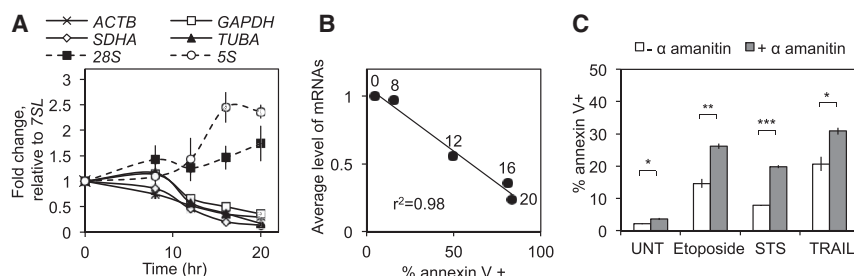 A
ACTB
GAPDH
SDHA
TUBA
28S
5S
Fold change,
relative to 7SL
3
2.5
2
1.5
1
0.5
0
0
10
20
Time (hr)
B
Average level of mRNAs
1
0.5
0
0
8
12
16
20
r²=0.98
0
50
100
% annexin V +
C
- α amanitin
+ α amanitin
% annexin V+
50
40
30
20
10
0
*
**
***
*
UNT
Etoposide
STS
TRAIL